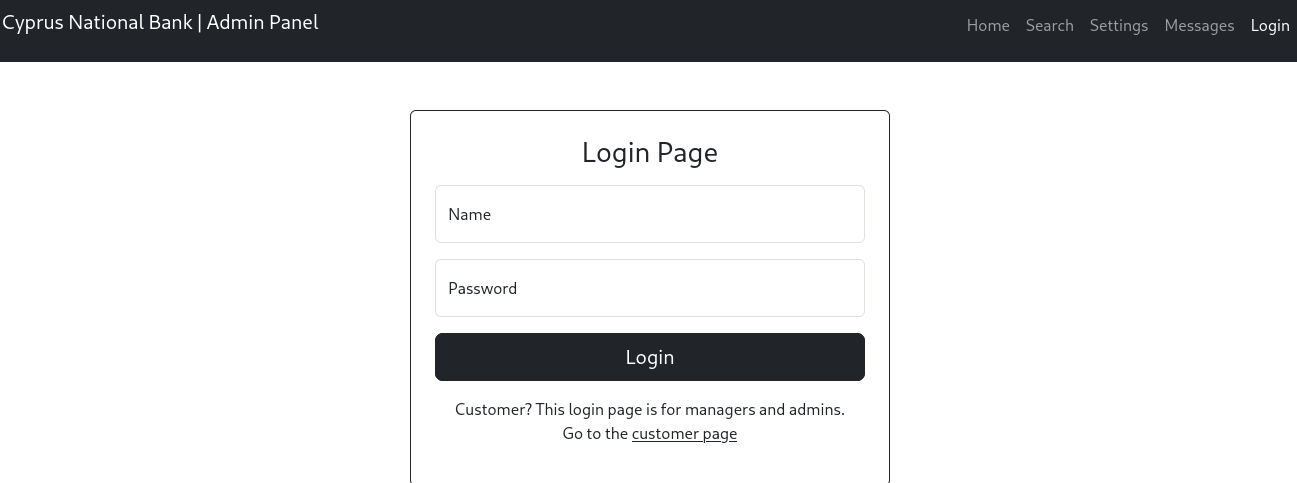 Cyprus National Bank | Admin Panel
Home Search Settings Messages Login
Login Page
Name
Password
Login
Customer? This login page is for managers and admins.
Go to the customer page